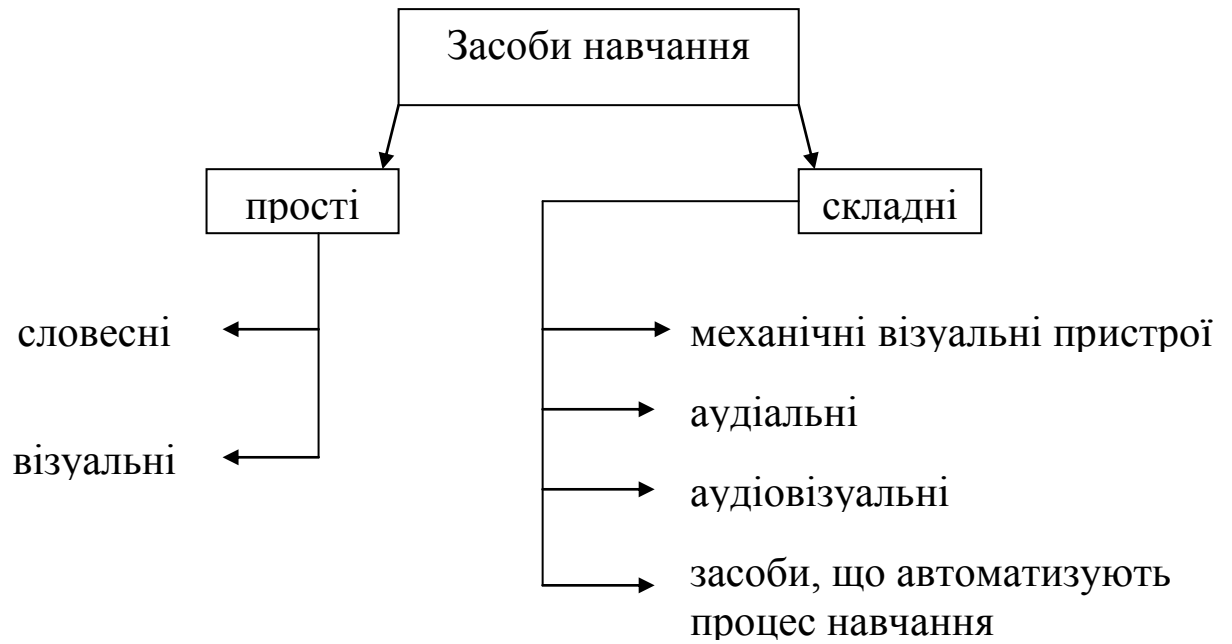 Засоби навчання
прості
складні
словесні
візуальні
механічні візуальні пристрої
аудіальні
аудіовізуальні
засоби, що автоматизують
процес навчання